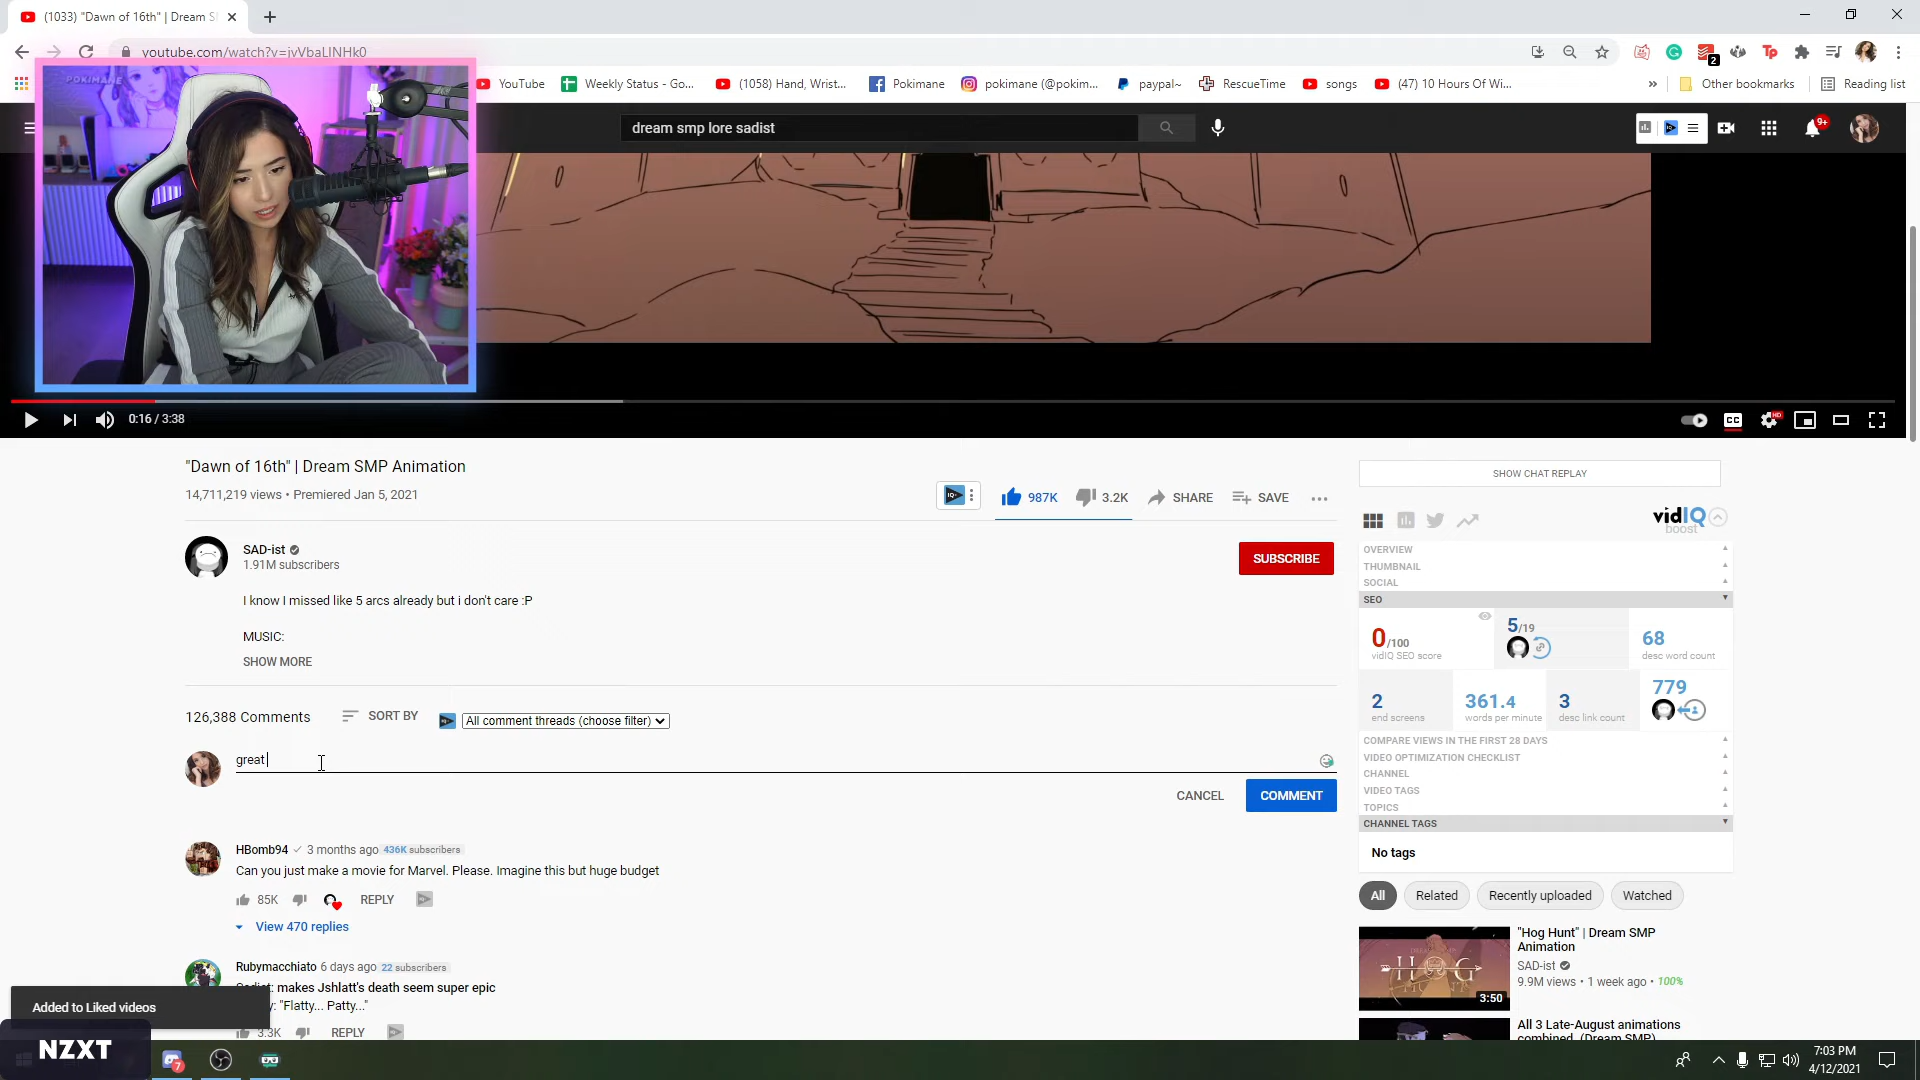 (1033) "Dawn of 16th" | Dream S
youtube.com/watch?v=jvVbaLINHk0
2
YouTube
Weekly Status - Go...
(1058) Hand, Wrist...
Pokimane
pokimane (@pokim...
paypal~
RescueTime
songs
(47) 10 Hours Of Wi...
»
Other bookmarks
Reading list
POKIMANE
dream smp lore sadist
9+
0:16 / 3:38
CC
HD
"Dawn of 16th" | Dream SMP Animation
14,711,219 views • Premiered Jan 5, 2021
987K
3.2K
SHARE
SAVE
SAD-ist
1.91M subscribers
SUBSCRIBE
I know I missed like 5 arcs already but i don't care :P
MUSIC:
SHOW MORE
126,388 Comments
SORT BY
All comment threads (choose filter)
great
CANCEL
COMMENT
HBomb94
3 months ago
436K subscribers
Can you just make a movie for Marvel. Please. Imagine this but huge budget
85K
REPLY
View 470 replies
Rubymacchiato
6 days ago
22 subscribers
makes Jshlatt's death seem super epic
"Flatty... Patty..."
3.3K
REPLY
Added to Liked videos
NZXT
7
SHOW CHAT REPLAY
vidIQ
boost
OVERVIEW
THUMBNAIL
SOCIAL
SEO
0/100
vidIQ SEO score
5/19
68
desc word count
2
end screens
361.4
words per minute
3
desc link count
779
COMPARE VIEWS IN THE FIRST 28 DAYS
VIDEO OPTIMIZATION CHECKLIST
CHANNEL
VIDEO TAGS
TOPICS
CHANNEL TAGS
No tags
All
Related
Recently uploaded
Watched
HOG
HUNT
3:50
"Hog Hunt" | Dream SMP
Animation
SAD-ist
9.9M views • 1 week ago • 100%
All 3 Late-August animations
combined. (Dream SMP)
7:03 PM
4/12/2021